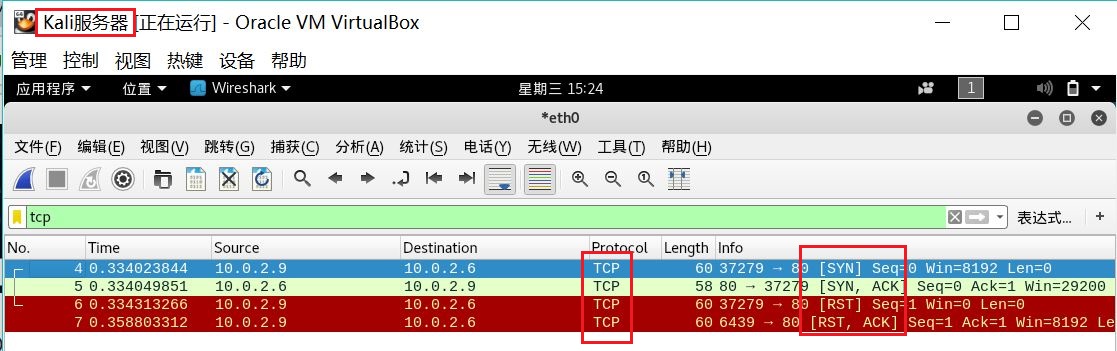 Kali服务器 [正在运行] - Oracle VM VirtualBox
管理 控制 视图 热键 设备 帮助
应用程序 位置 Wireshark 星期三 15:24 1
*eth0
文件(F) 编辑(E) 视图(V) 跳转(G) 捕获(C) 分析(A) 统计(S) 电话(Y) 无线(W) 工具(T) 帮助(H)
tcp 表达式… +
No. Time Source Destination Protocol Length Info
4 0.334023844 10.0.2.9 10.0.2.6 TCP 60 37279 → 80 [SYN] Seq=0 Win=8192 Len=0
5 0.334049851 10.0.2.6 10.0.2.9 TCP 58 80 → 37279 [SYN, ACK] Seq=0 Ack=1 Win=29200
6 0.334313266 10.0.2.9 10.0.2.6 TCP 60 37279 → 80 [RST] Seq=1 Win=0 Len=0
7 0.358803312 10.0.2.9 10.0.2.6 TCP 60 6439 → 80 [RST, ACK] Seq=1 Ack=1 Win=8192 Le